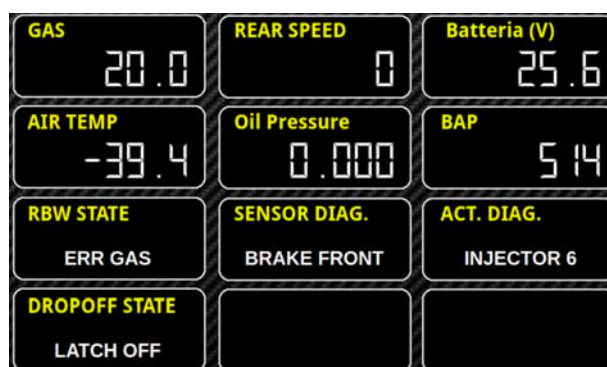 GAS
20.0
REAR SPEED
0
Batteria (V)
25.6
AIR TEMP
-39.4
Oil Pressure
0.000
BAP
514
RBW STATE
ERR GAS
SENSOR DIAG.
BRAKE FRONT
ACT. DIAG.
INJECTOR 6
DROPOFF STATE
LATCH OFF